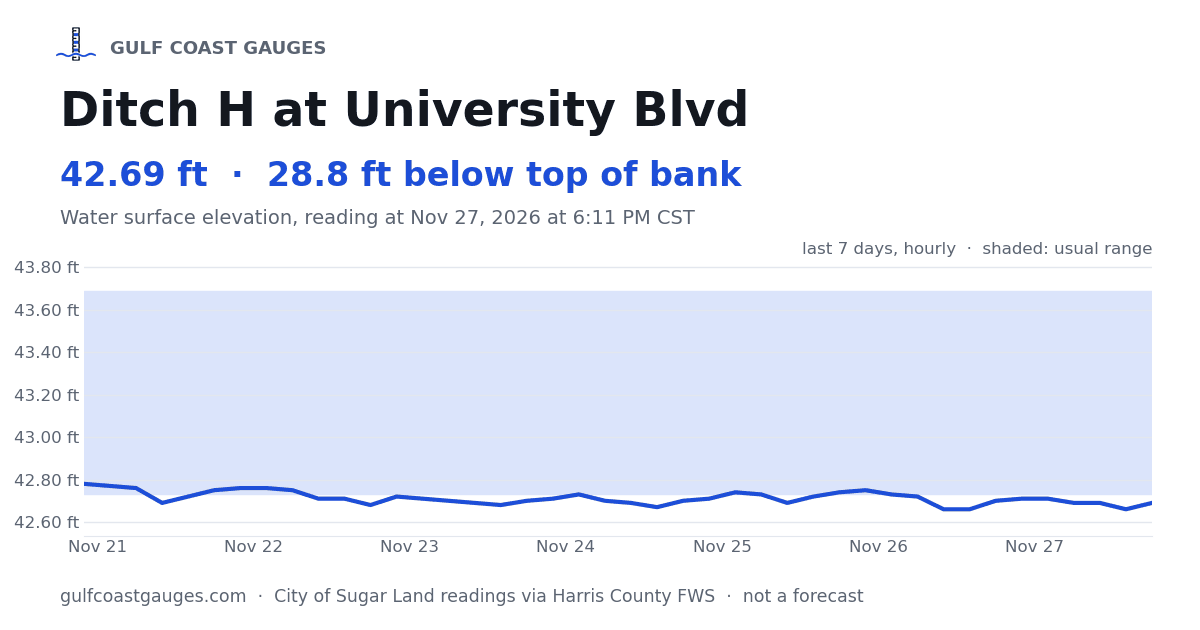 GULF COAST GAUGES
Ditch H at University Blvd
42.69 ft · 28.8 ft below top of bank
Water surface elevation, reading at Nov 27, 2026 at 6:11 PM CST
last 7 days, hourly · shaded: usual range
43.80 ft
43.60 ft
43.40 ft
43.20 ft
43.00 ft
42.80 ft
42.60 ft
Nov 21 Nov 22 Nov 23 Nov 24 Nov 25 Nov 26 Nov 27
gulfcoastgauges.com · City of Sugar Land readings via Harris County FWS · not a forecast